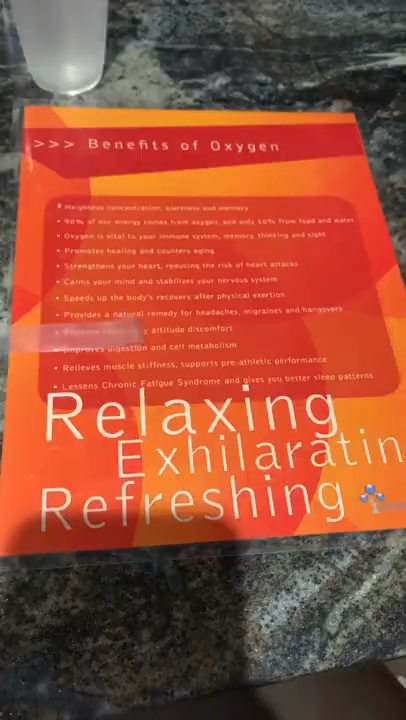 >>> Benefits of Oxygen
• Heightens concentration, alertness and memory
• 90% of our energy comes from oxygen, and only 10% from food and water
• Oxygen is vital to your immune system, memory, thinking and sight
• Promotes healing and counters aging
• Strengthens your heart, reducing the risk of heart attacks
• Calms your mind and stabilizes your nervous system
• Speeds up the body's recovery after physical exertion
• Provides a natural remedy for headaches, migraines and hangovers
altitude discomfort
• Improves digestion and cell metabolism
• Relieves muscle stiffness, supports pre-athletic performance
• Lessens Chronic Fatigue Syndrome and gives you better sleep patterns
Relaxing
Exhilaratin
Refreshing